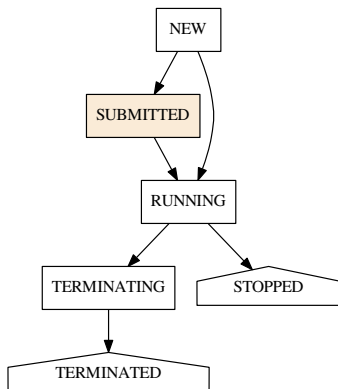 NEW
SUBMITTED
RUNNING
TERMINATING
STOPPED
TERMINATED